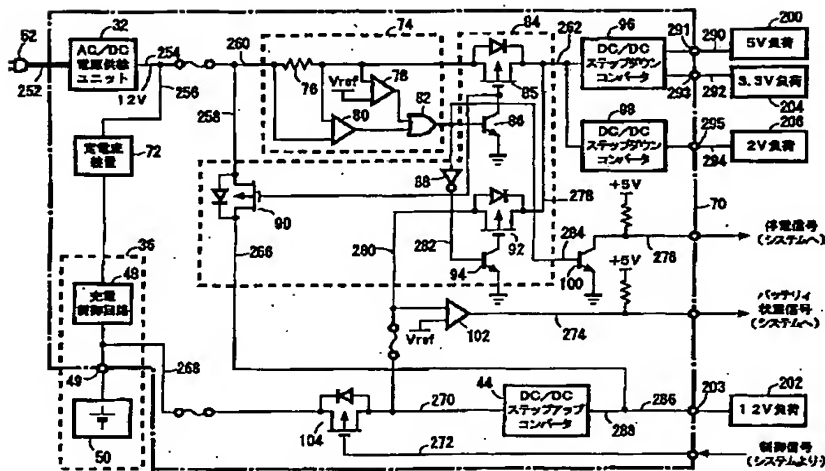 52
32
AC/DC
電源供給
ユニット
252
254
12V
256
260
74
76
Vref
78
80
82
84
85
86
262
96
DC/DC
ステップダウン
コンバータ
291
290
200
5V負荷
293
292
3.3V負荷
204
98
DC/DC
ステップダウン
コンバータ
295
294
206
2V負荷
258
定電流
装置
72
88
90
266
278
280
282
92
94
+5V
70
284
276
停電信号
(システムへ)
100
+5V
36
48
充電
制御回路
49
268
50
Vref
102
274
バッテリィ
状態信号
(システムへ)
104
270
44
DC/DC
ステップアップ
コンバータ
288
286
203
202
12V負荷
272
制御信号
(システムより)